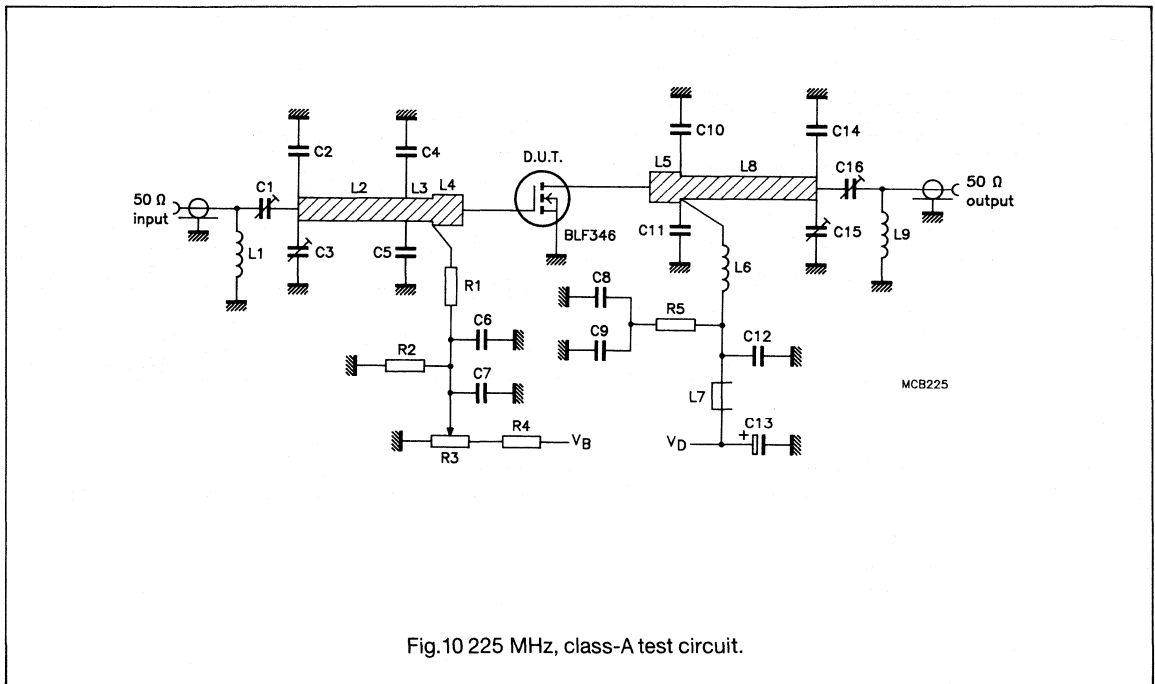 C2
C4
C10
C14
D.U.T.
L5
L8
C16
50 Ω
input
C1
L2
L3
L4
50 Ω
output
L1
C3
C5
BLF346
C11
C15
L9
L6
R1
C8
C6
C9
R5
R2
C12
C7
L7
MCB225
R3
R4
VB
VD
+
C13
Fig.10 225 MHz, class-A test circuit.